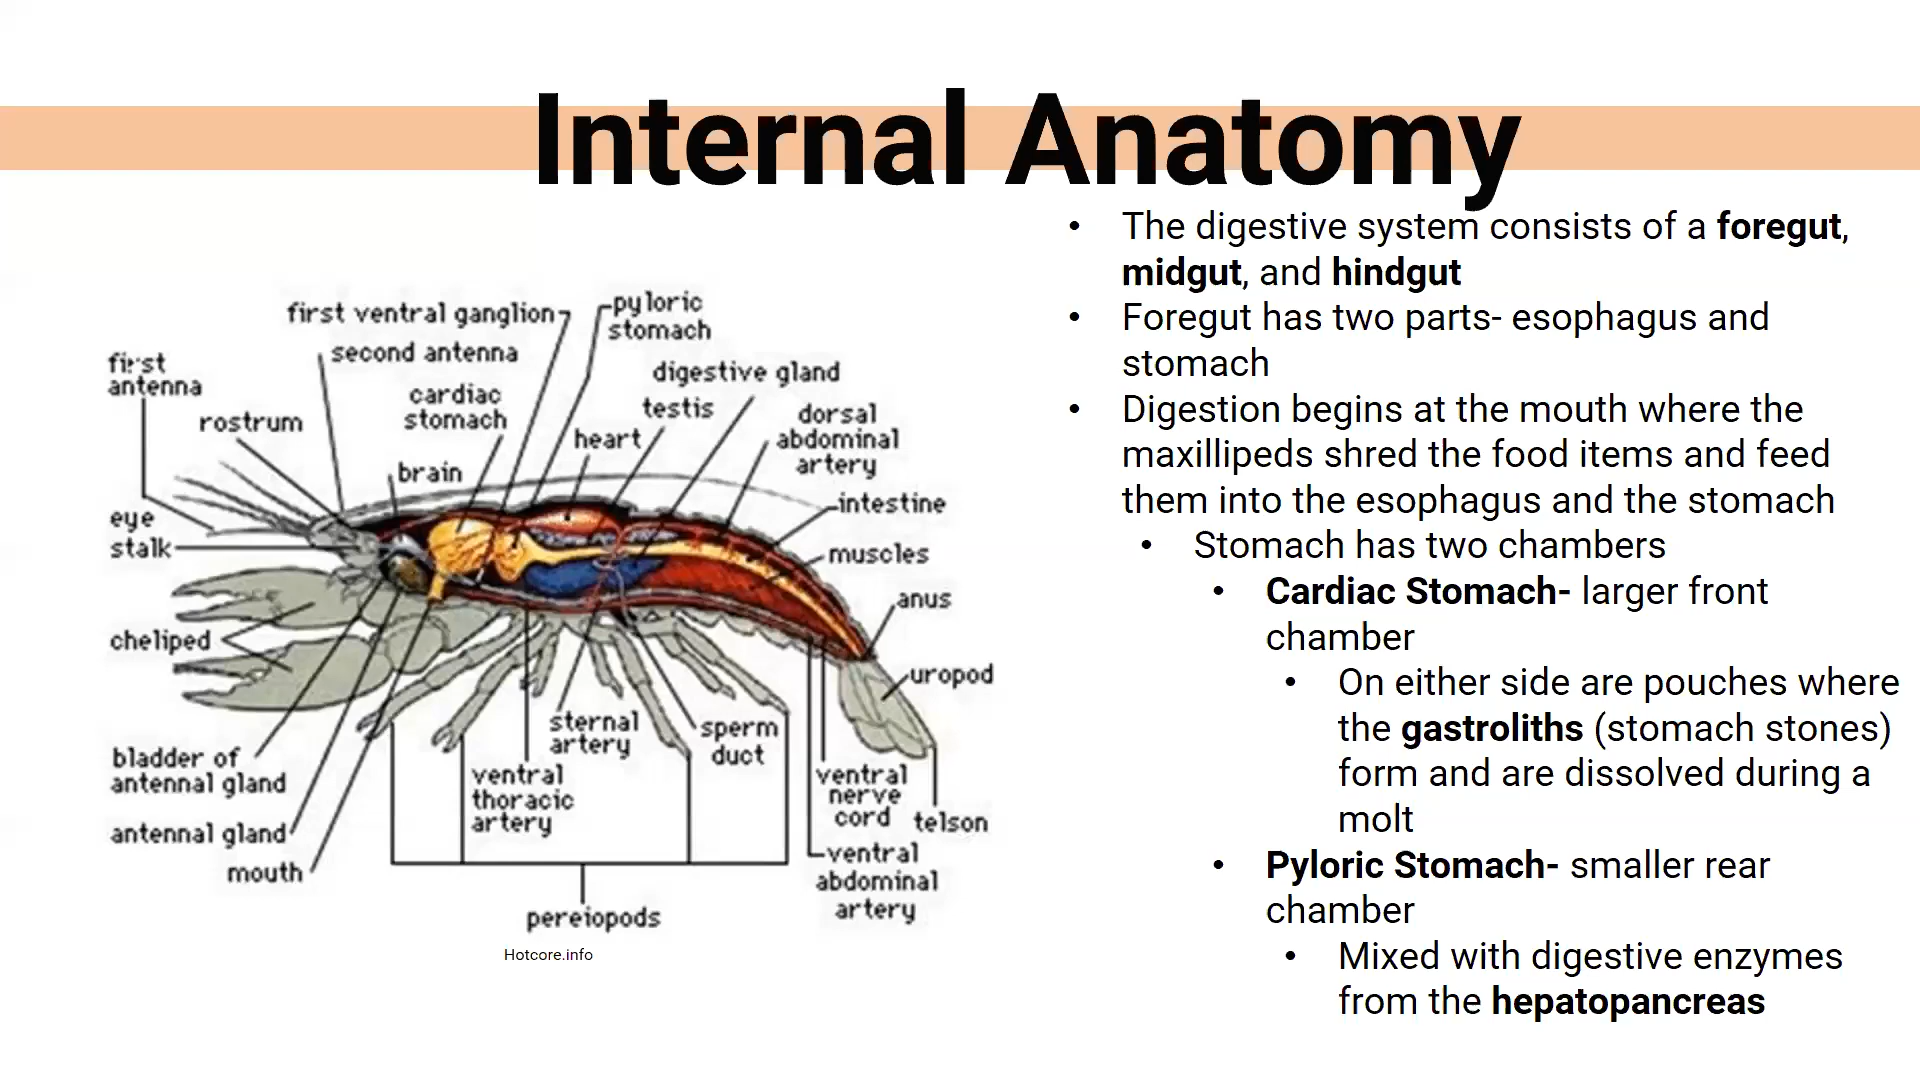 Internal Anatomy
first ventral ganglion
pyloric
stomach
second antenna
first
antenna
digestive gland
cardiac
stomach
testis
dorsal
abdominal
artery
rostrum
heart
brain
intestine
eye
stalk
muscles
anus
cheliped
uropod
sternal
artery
sperm
duct
bladder of
antennal gland
ventral
thoracic
artery
ventral
nerve
cord
telson
antennal gland
ventral
abdominal
artery
mouth
pereiopods
Hotcore.info
• The digestive system consists of a foregut,
midgut, and hindgut
• Foregut has two parts- esophagus and
stomach
• Digestion begins at the mouth where the
maxillipeds shred the food items and feed
them into the esophagus and the stomach
• Stomach has two chambers
• Cardiac Stomach- larger front
chamber
• On either side are pouches where
the gastroliths (stomach stones)
form and are dissolved during a
molt
• Pyloric Stomach- smaller rear
chamber
• Mixed with digestive enzymes
from the hepatopancreas